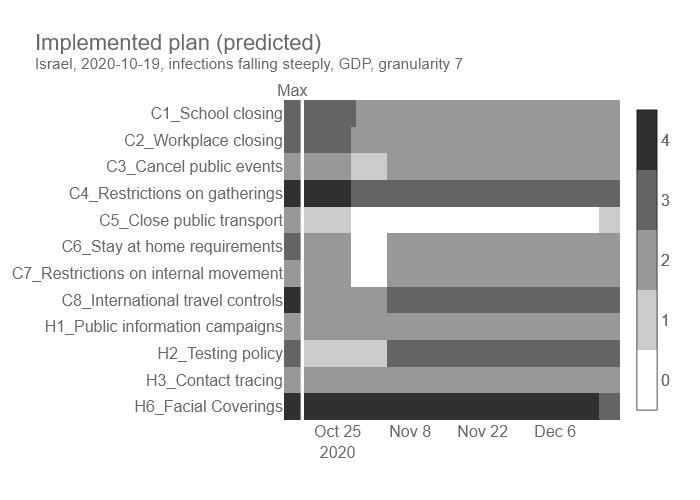 Implemented plan (predicted)
Israel, 2020-10-19, infections falling steeply, GDP, granularity 7
Max
C1_School closing
C2_Workplace closing
C3_Cancel public events
C4_Restrictions on gatherings
C5_Close public transport
C6_Stay at home requirements
C7_Restrictions on internal movement
C8_International travel controls
H1_Public information campaigns
H2_Testing policy
H3_Contact tracing
H6_Facial Coverings
4
3
2
1
0
Oct 25 Nov 8 Nov 22 Dec 6
2020